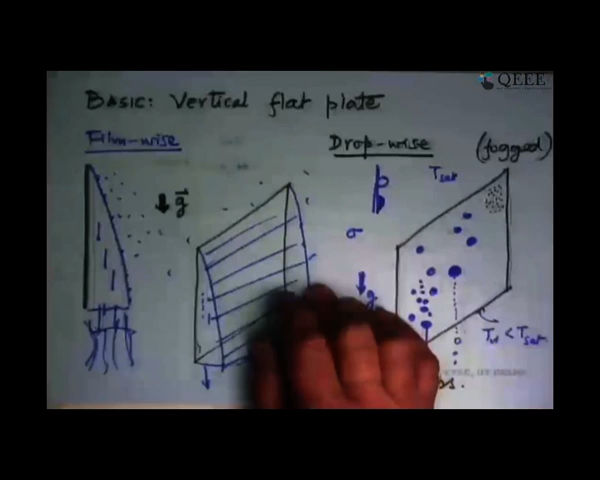 QEEE
BASIC: Vertical flat plate
Film-wise
Drop-wise
(fogged)
Tsat
g
σ
g
Tw < Tsat